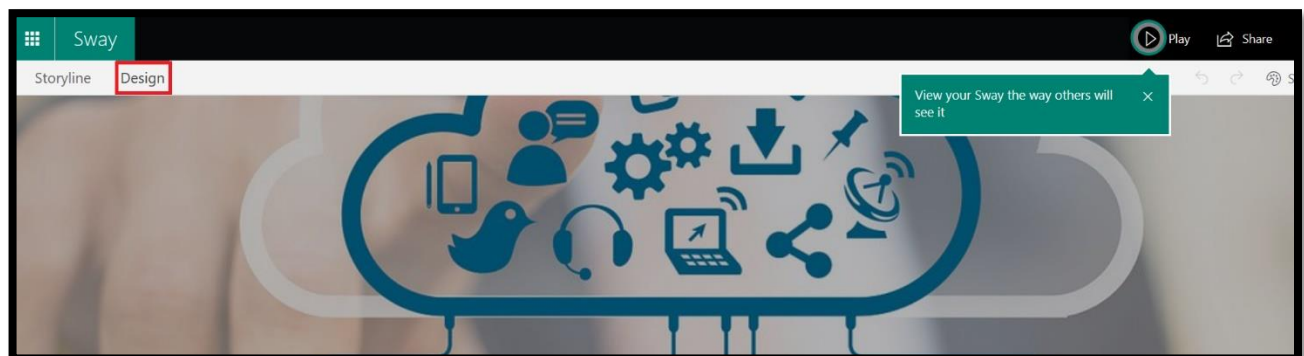 Sway
Play
Share
Storyline
Design
View your Sway the way others will
see it